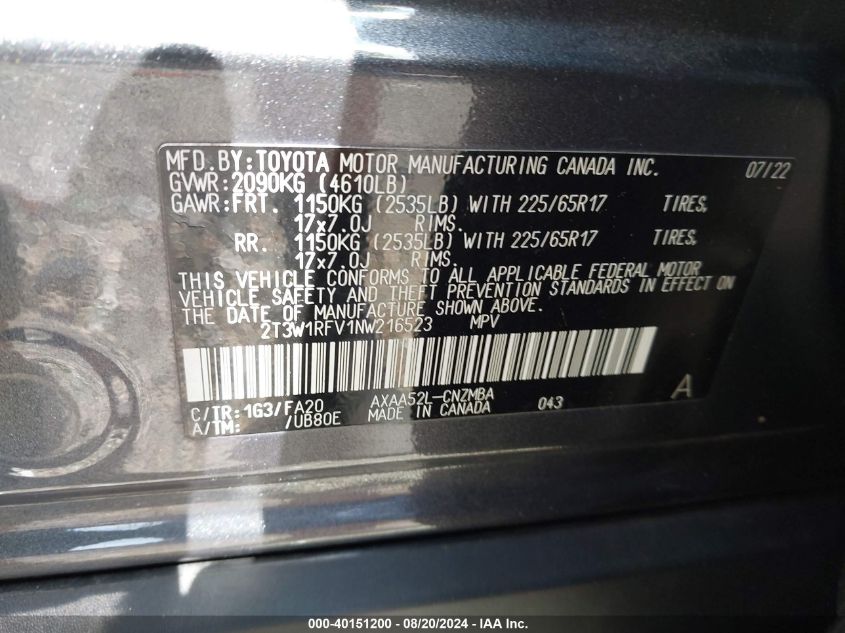 MFD.BY:TOYOTA MOTOR MANUFACTURING CANADA INC. 07/22
GVWR:2090KG (4610LB)
GAWR:FRT. 1150KG (2535LB) WITH 225/65R17 TIRES,
17x7.0J RIMS.
RR. 1150KG (2535LB) WITH 225/65R17 TIRES,
17x7.0J RIMS.
THIS VEHICLE CONFORMS TO ALL APPLICABLE FEDERAL MOTOR
VEHICLE SAFETY AND THEFT PREVENTION STANDARDS IN EFFECT ON
THE DATE OF MANUFACTURE SHOWN ABOVE.
2T3W1RFV1NW216523 MPV
A
C/TR:1G3/FA20 AXAA52L-CNZMBA 043
A/TM: /UB80E MADE IN CANADA
000-40151200 - 08/20/2024 - IAA Inc.